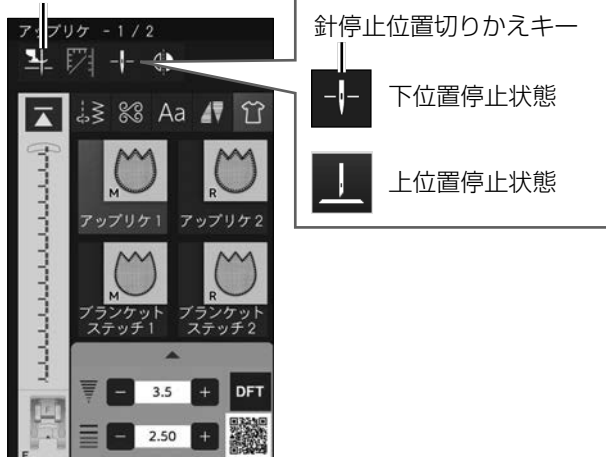 アップリケ - 1 / 2
針停止位置切りかえキー
下位置停止状態
上位置停止状態
Aa
M
R
アップリケ 1
アップリケ 2
M
R
ブランケット
ステッチ 1
ブランケット
ステッチ 2
3.5
DFT
2.50
F